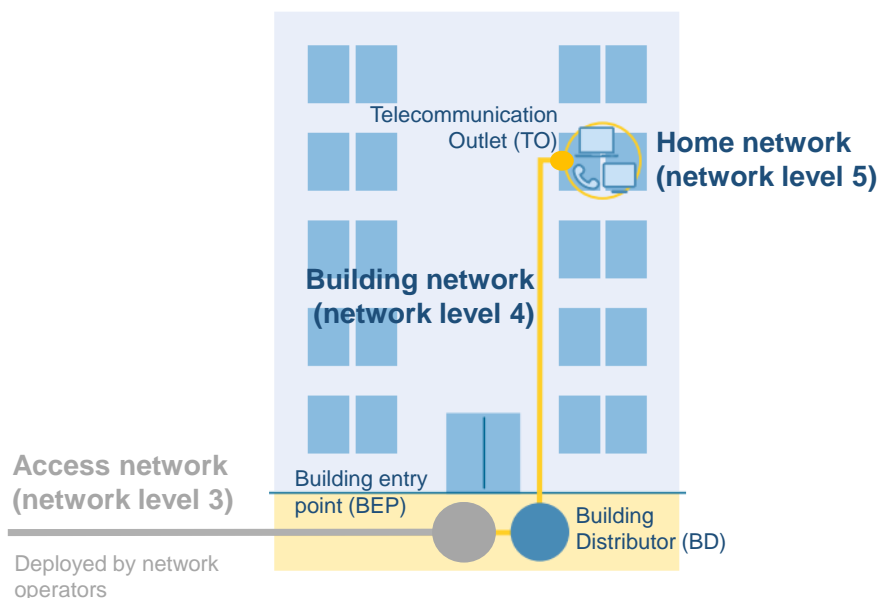 Telecommunication
Outlet (TO)
Home network
(network level 5)
Building network
(network level 4)
Access network
(network level 3)
Building entry
point (BEP)
Building
Distributor (BD)
Deployed by network
operators